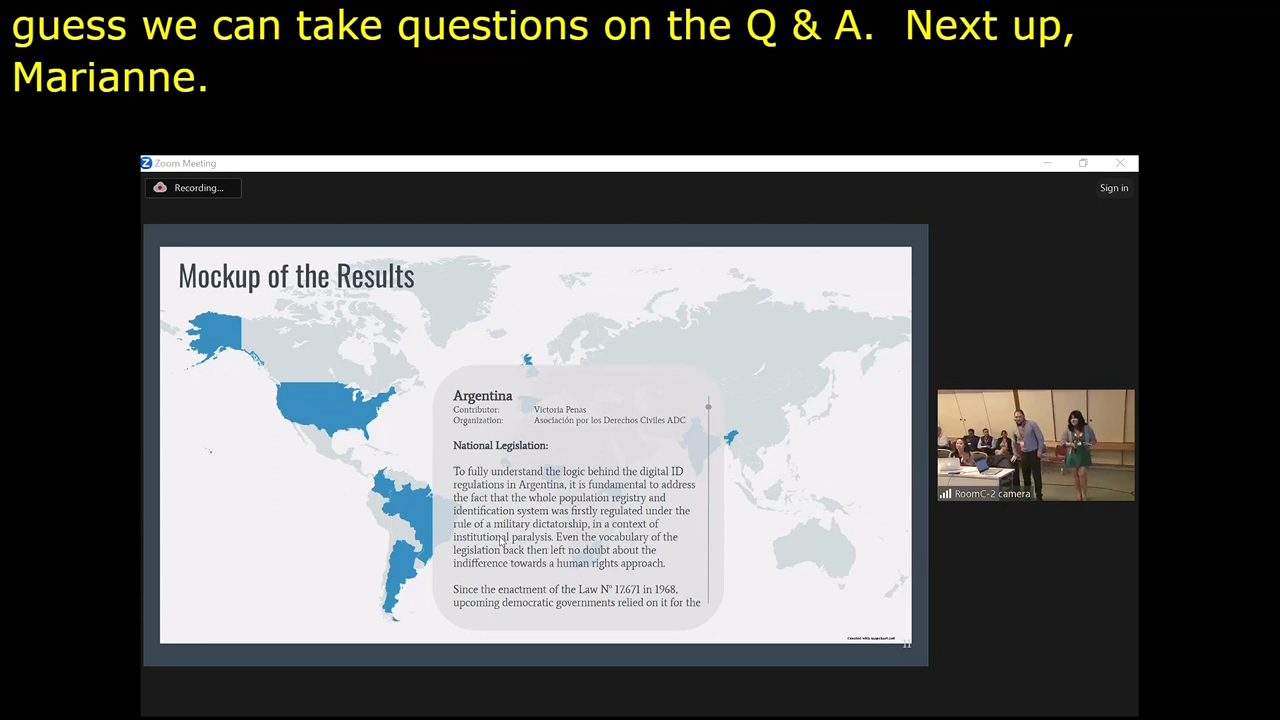 guess we can take questions on the Q & A.  Next up,
Marianne.
Zoom Meeting
Recording...
Sign in
Mockup of the Results
Argentina
Contributor: Victoria Penas
Organization: Asociación por los Derechos Civiles ADC
National Legislation:
To fully understand the logic behind the digital ID
regulations in Argentina, it is fundamental to address
the fact that the whole population registry and
identification system was firstly regulated under the
rule of a military dictatorship, in a context of
institutional paralysis. Even the vocabulary of the
legislation back then left no doubt about the
indifference towards a human rights approach.
Since the enactment of the Law N° 17.671 in 1968,
upcoming democratic governments relied on it for the
Created with mapchart.net
11
RoomC-2 camera